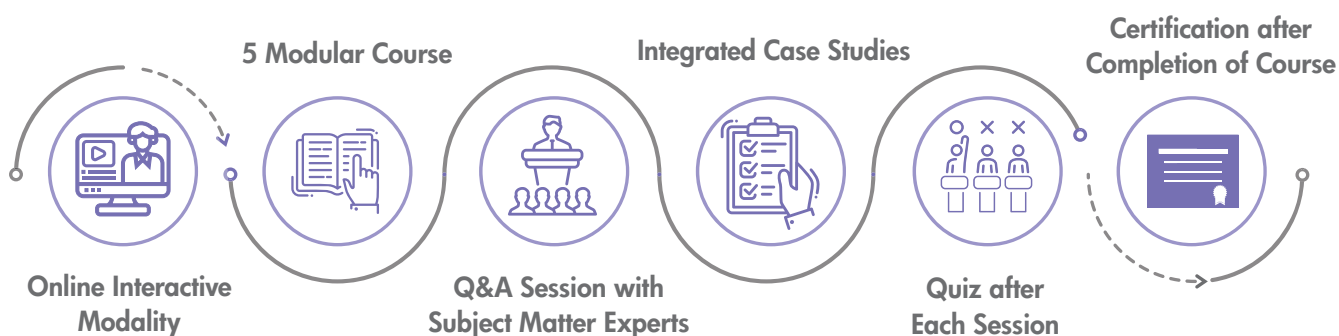 Online Interactive
Modality
5 Modular Course
Q&A Session with
Subject Matter Experts
Integrated Case Studies
Quiz after
Each Session
Certification after
Completion of Course